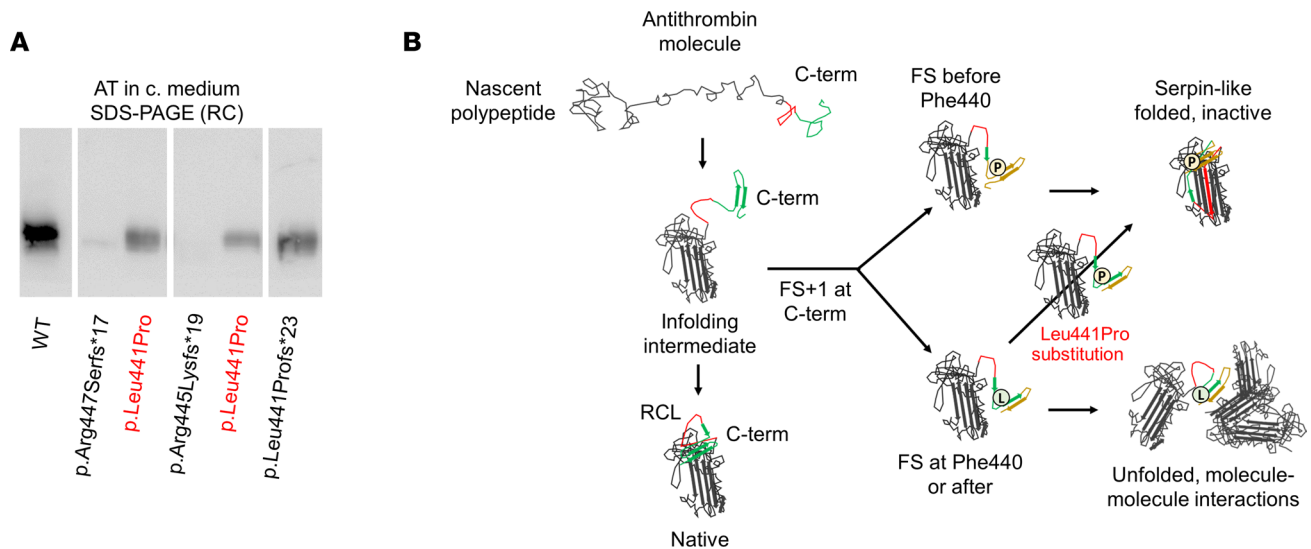 A
AT in c. medium
SDS-PAGE (RC)
WT
p.Arg447Serfs*17
p.Leu441Pro
p.Arg445Lysfs*19
p.Leu441Pro
p.Leu441Profs*23
B
Antithrombin
molecule
Nascent
polypeptide
C-term
C-term
Infolding
intermediate
RCL
C-term
Native
FS+1 at
C-term
FS before
Phe440
P
Serpin-like
folded, inactive
P
P
Leu441Pro
substitution
L
FS at Phe440
or after
L
Unfolded, molecule-
molecule interactions